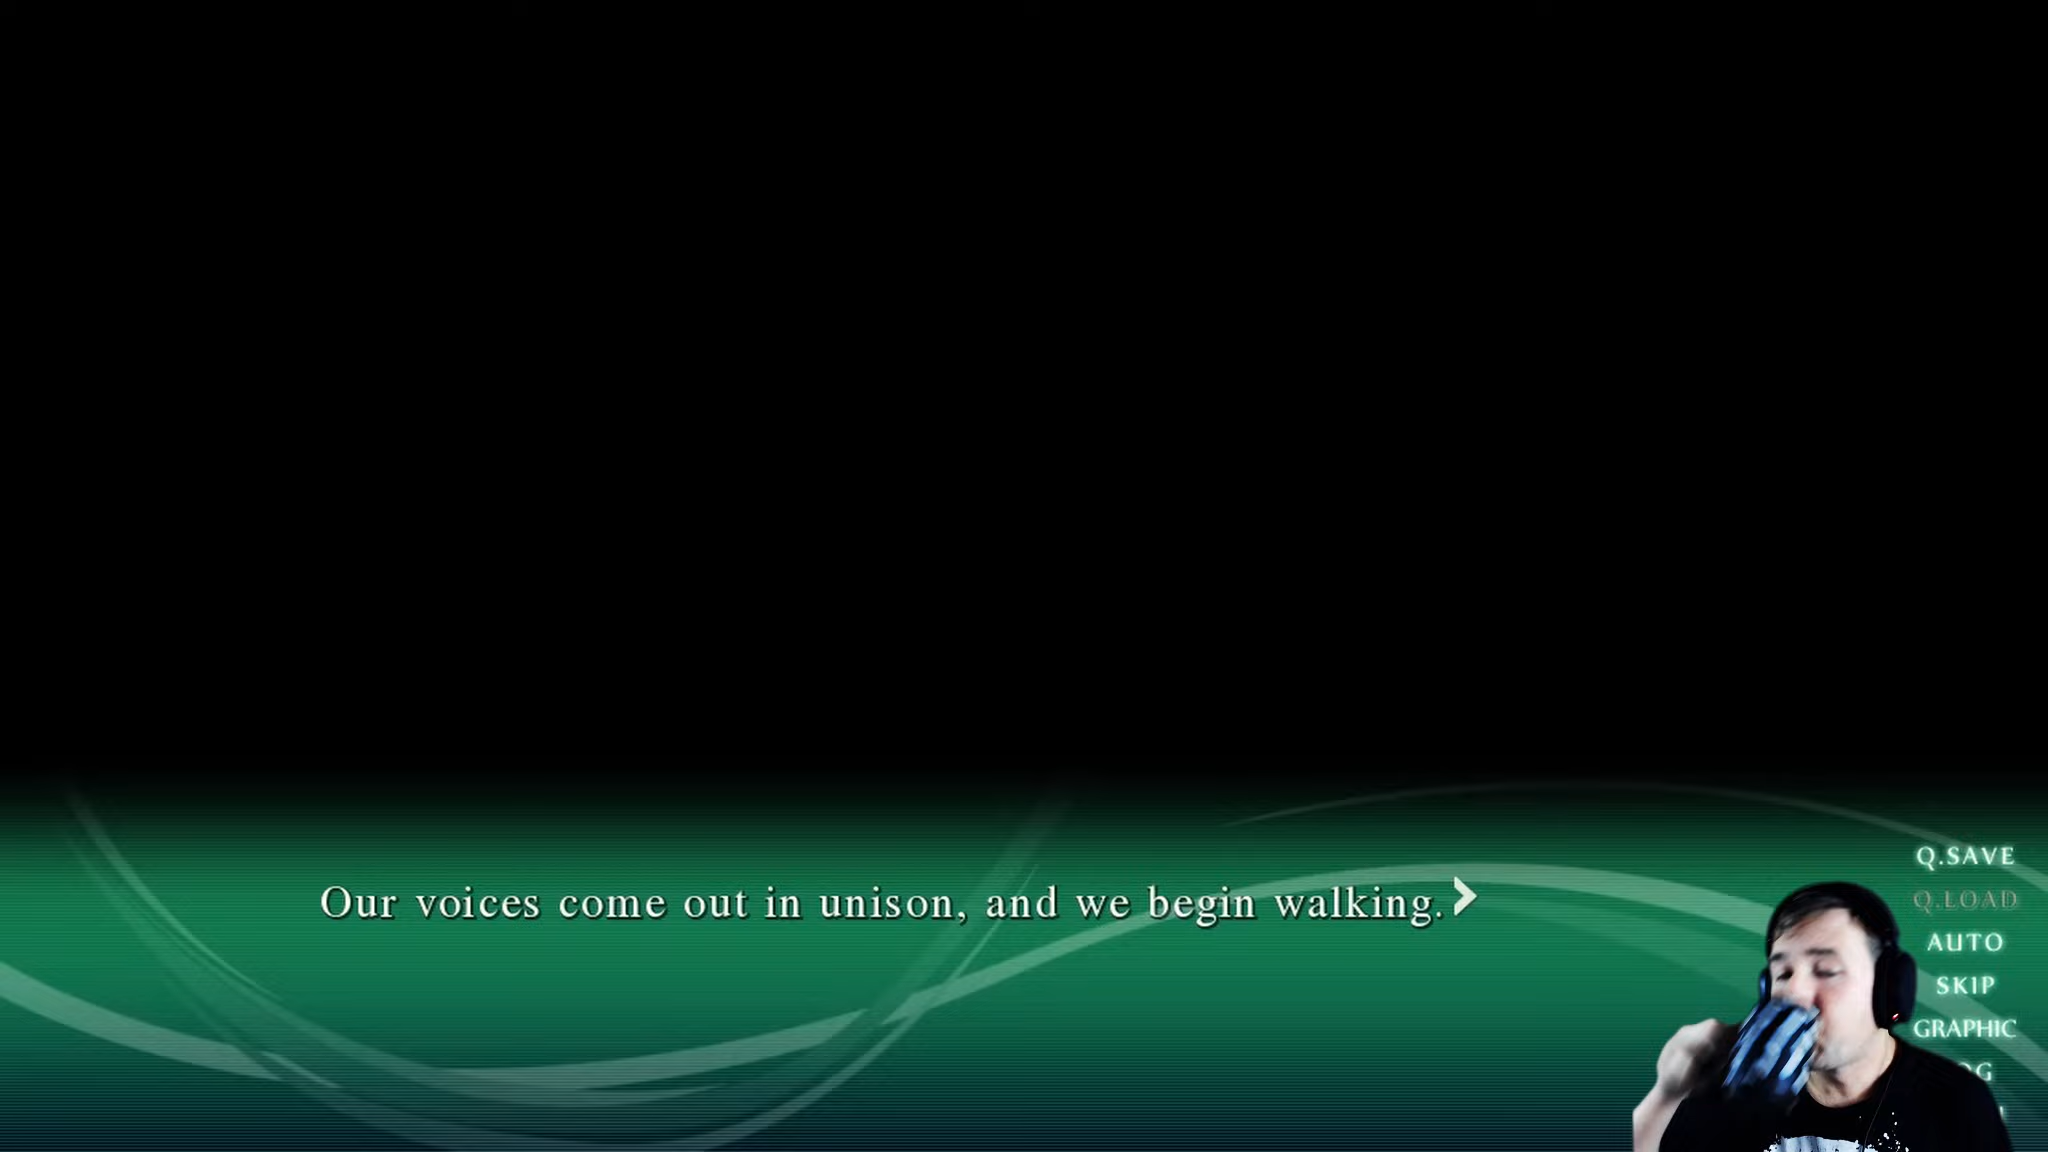 Our voices come out in unison, and we begin walking.
Q.SAVE
Q.LOAD
AUTO
SKIP
GRAPHIC